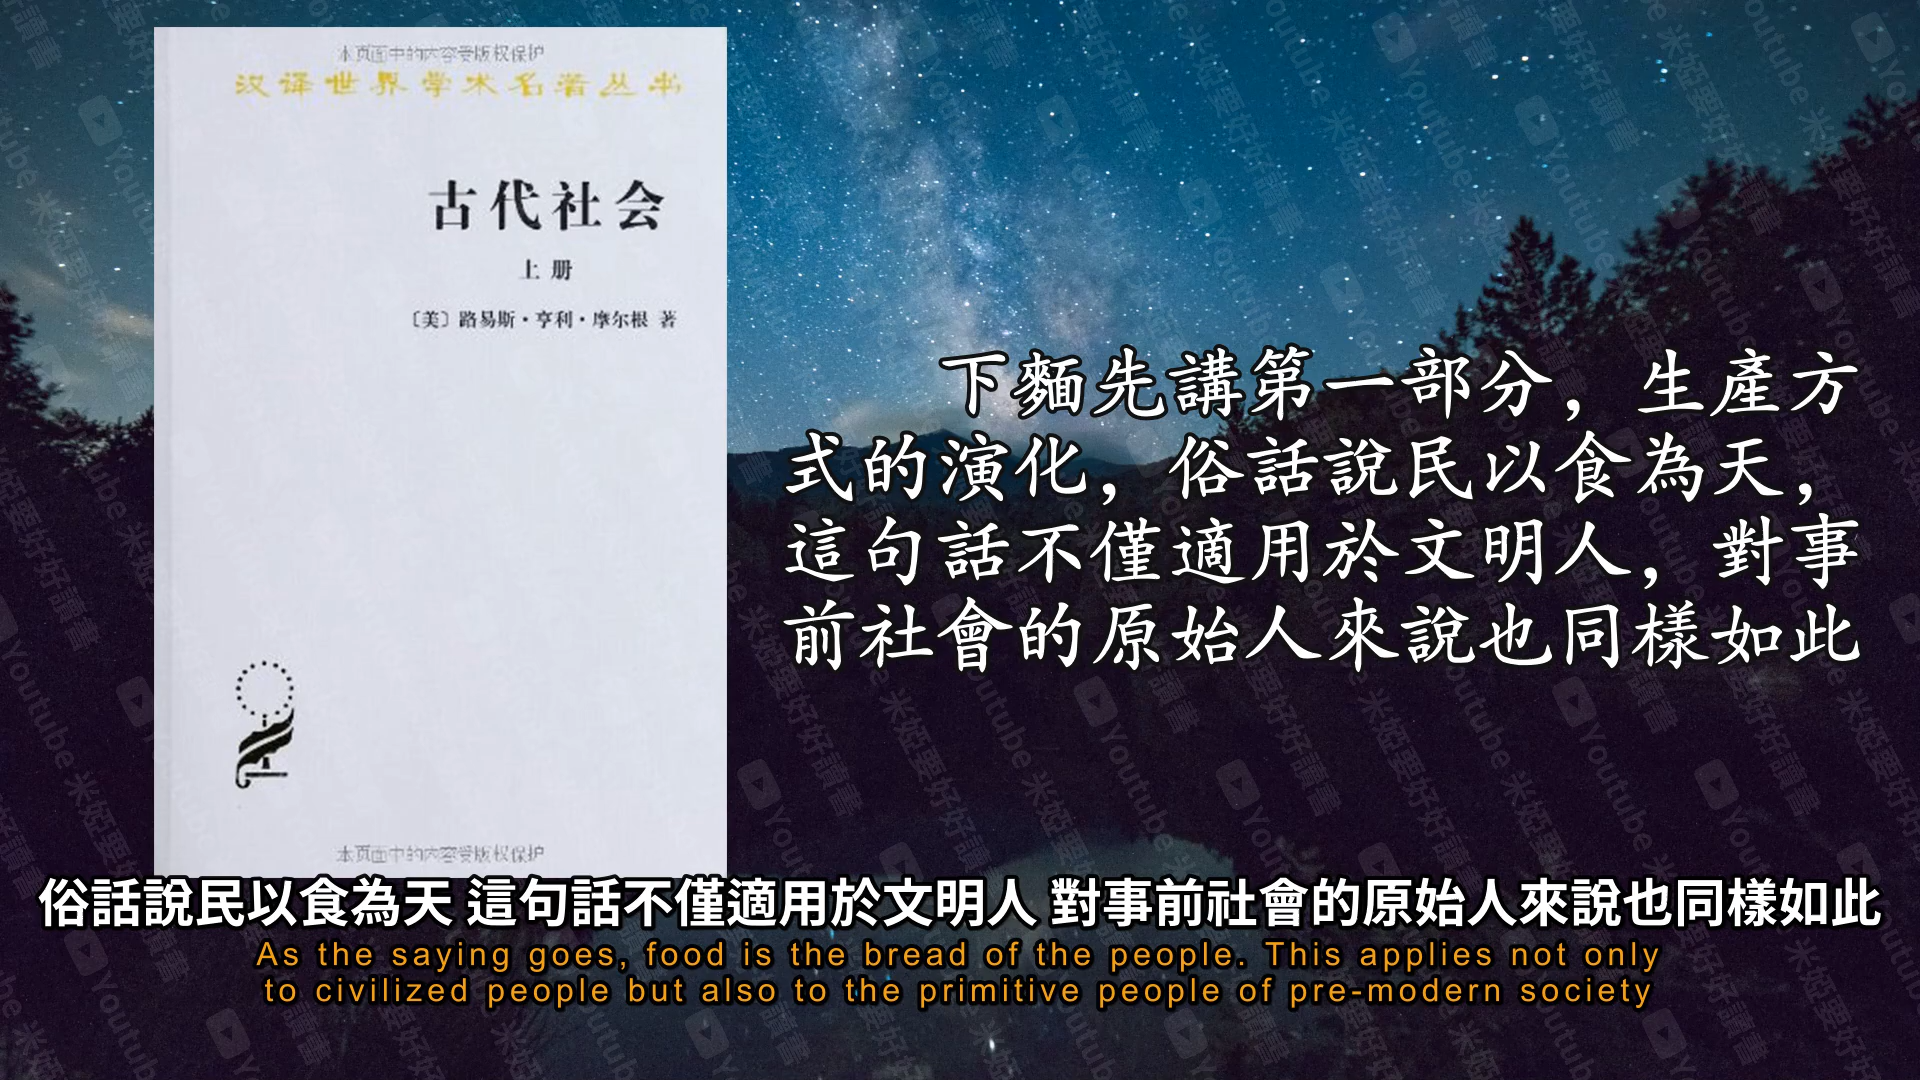 本页面中的内容受版权保护
汉译世界学术名著丛书
古代社会
上册
〔美〕路易斯·亨利·摩尔根 著
本页面中的内容受版权保护
下麵先講第一部分，生產方
式的演化，俗話說民以食為天，
這句話不僅適用於文明人，對事
前社會的原始人來說也同樣如此
俗話說民以食為天 這句話不僅適用於文明人 對事前社會的原始人來說也同樣如此
As the saying goes, food is the bread of the people. This applies not only
to civilized people but also to the primitive people of pre-modern society
Youtube 米婭要好好讀書